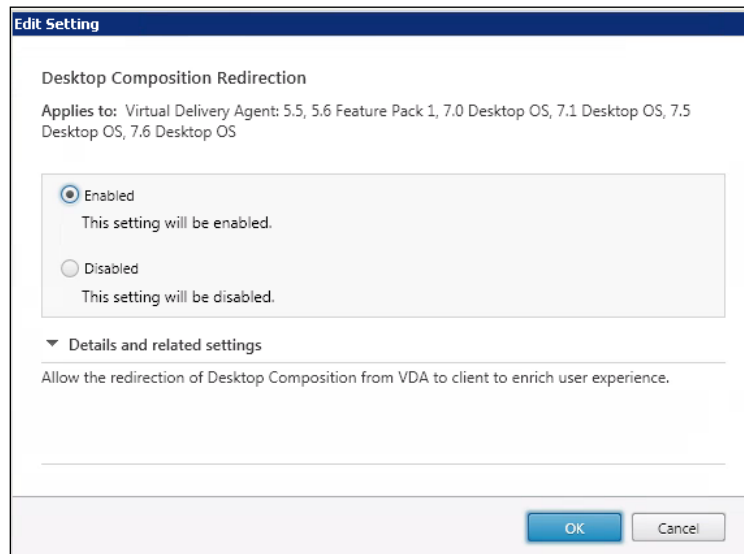 Edit Setting
Desktop Composition Redirection
Applies to: Virtual Delivery Agent: 5.5, 5.6 Feature Pack 1, 7.0 Desktop OS, 7.1 Desktop OS, 7.5
Desktop OS, 7.6 Desktop OS
Enabled
This setting will be enabled.
Disabled
This setting will be disabled.
Details and related settings
Allow the redirection of Desktop Composition from VDA to client to enrich user experience.
OK Cancel